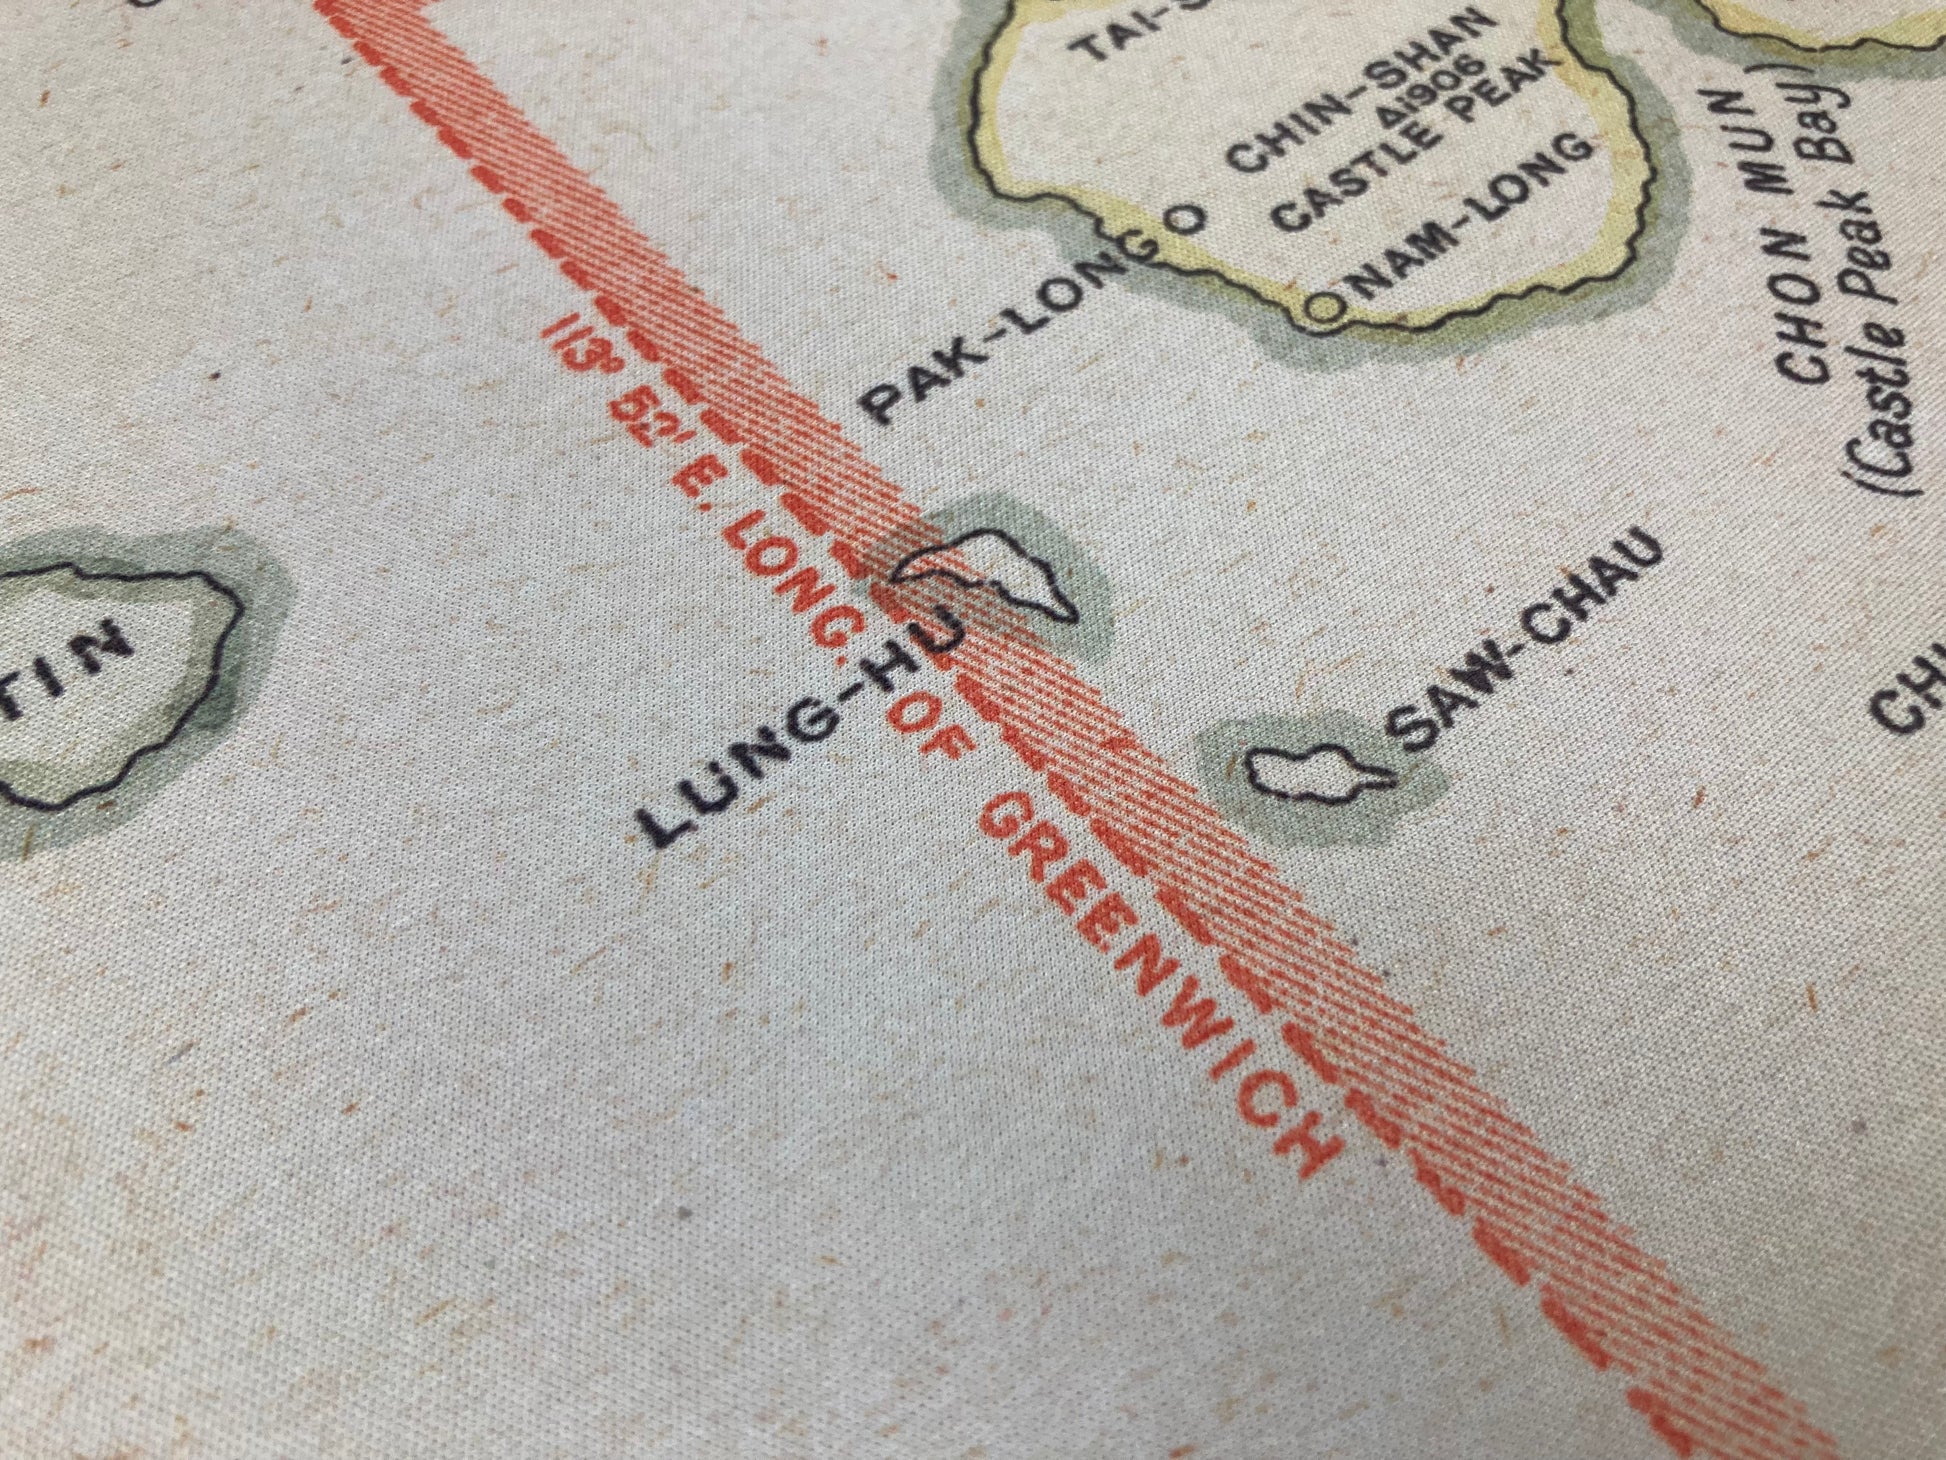 TAI-
CHIN-SHAN
Δ1906
CASTLE PEAK
NAM-LONG
PAK-LONG
CHON MUN
(Castle Peak Bay)
113° 52' E. LONG. OF GREENWICH
LUNG-HU
SAW-CHAU
TIN